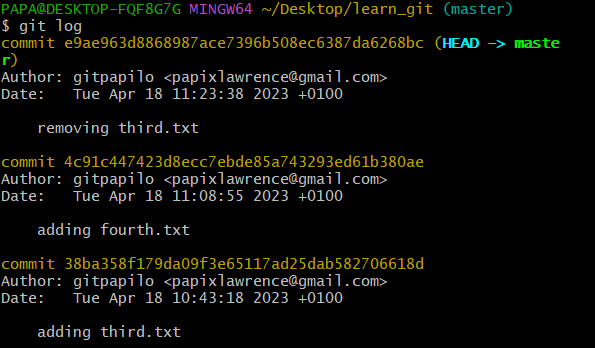 PAPA@DESKTOP-FQF8G7G MINGW64 ~/Desktop/learn_git (master)
$ git log
commit e9ae963d8868987ace7396b508ec6387da6268bc (HEAD -> maste
r)
Author: gitpapilo <papixlawrence@gmail.com>
Date:   Tue Apr 18 11:23:38 2023 +0100
    removing third.txt
commit 4c91c447423d8ecc7ebde85a743293ed61b380ae
Author: gitpapilo <papixlawrence@gmail.com>
Date:   Tue Apr 18 11:08:55 2023 +0100
    adding fourth.txt
commit 38ba358f179da09f3e65117ad25dab582706618d
Author: gitpapilo <papixlawrence@gmail.com>
Date:   Tue Apr 18 10:43:18 2023 +0100
    adding third.txt